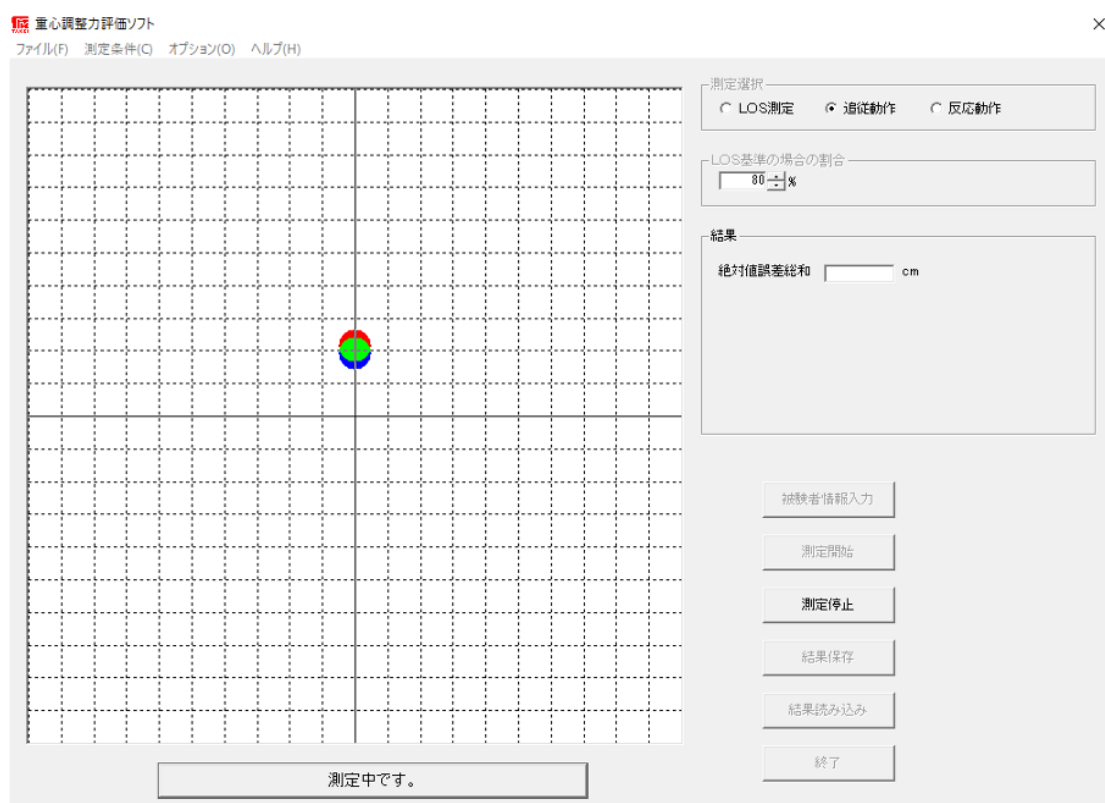 TAKEI 重心調整力評価ソフト ×
ファイル(F) 測定条件(C) オプション(O) ヘルプ(H)
測定選択
LOS測定 追従動作 反応動作
LOS基準の場合の割合
80 %
結果
絶対値誤差総和 cm
被験者情報入力
測定開始
測定停止
結果保存
結果読み込み
終了
測定中です。